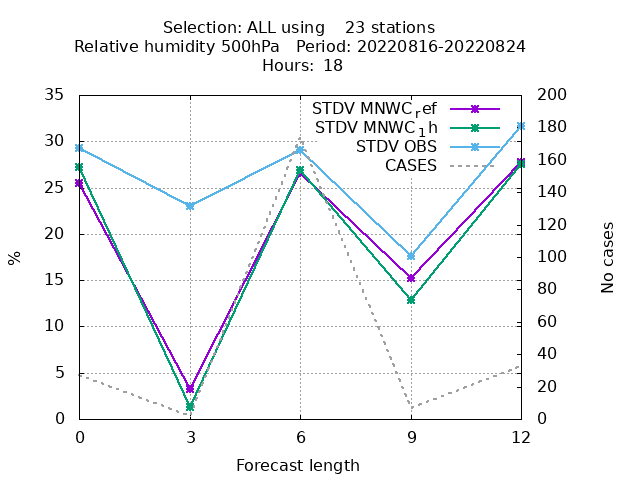 Selection: ALL using    23 stations
Relative humidity 500hPa   Period: 20220816-20220824
Hours: 18
35
30
25
20
15
10
5
0
200
180
160
140
120
100
80
60
40
20
0
STDV MNWCref
STDV MNWC1h
STDV OBS
CASES
%
No cases
0 3 6 9 12
Forecast length